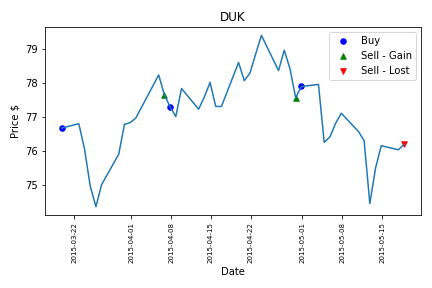 DUK
Buy
Sell - Gain
Sell - Lost
Price $
79
78
77
76
75
2015-03-22
2015-04-01
2015-04-08
2015-04-15
2015-04-22
2015-05-01
2015-05-08
2015-05-15
Date